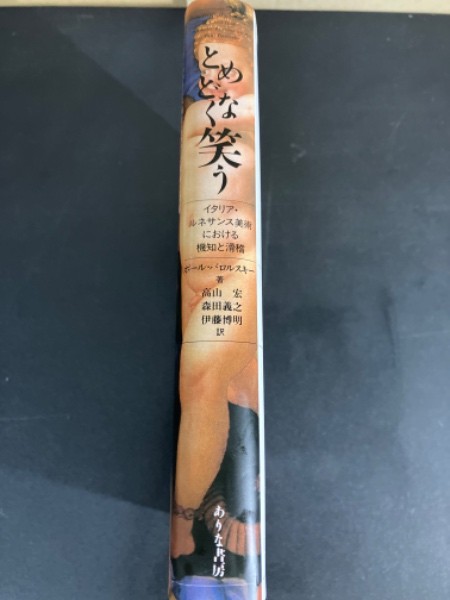 とめどなく笑う
イタリア・
ルネサンス美術
における
機知と滑稽
ポール・バロルスキー
著
高山 宏
森田義之
伊藤博明
訳
ありな書房